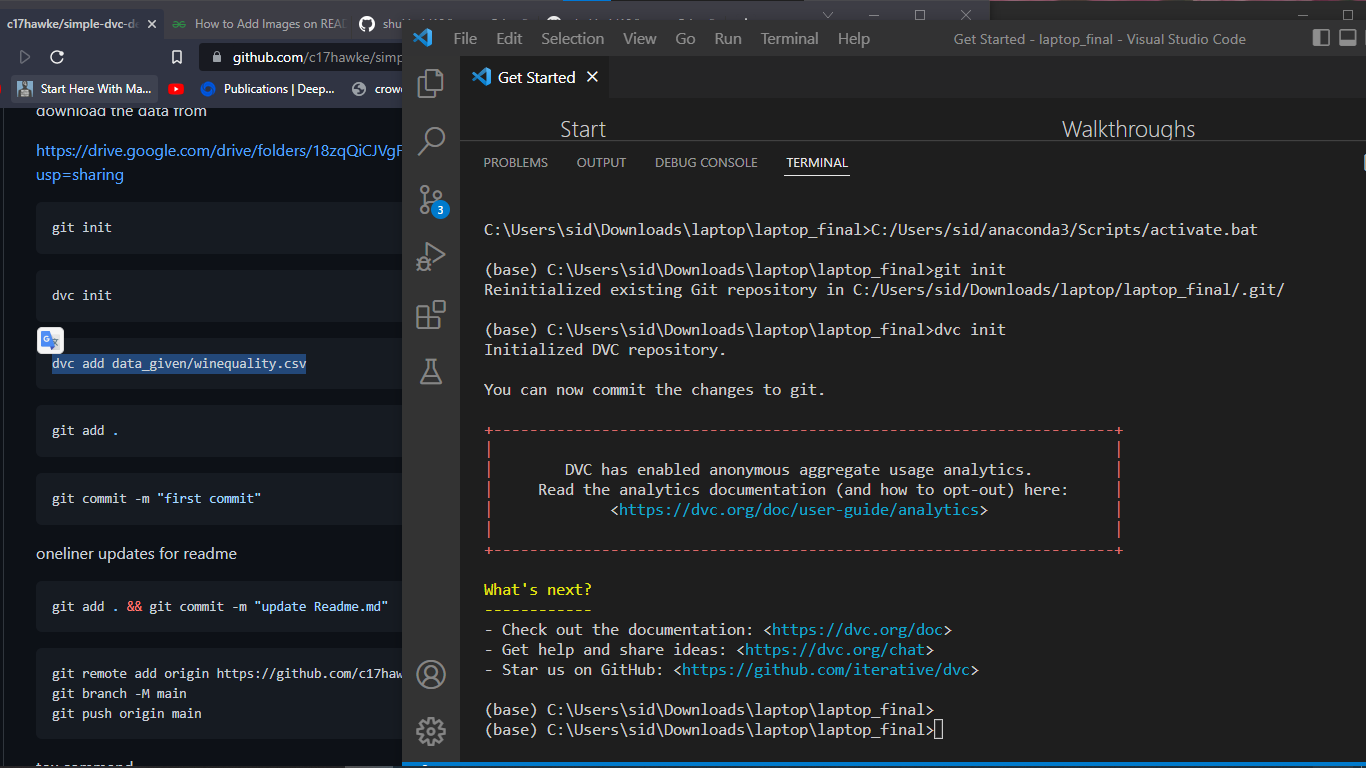 c17hawke/simple-dvc-de
How to Add Images on REA
shu
File Edit Selection View Go Run Terminal Help
Get Started - laptop_final - Visual Studio Code
github.com/c17hawke/simp
Start Here With Ma...
Publications | Deep...
crow
Get Started
download the data from
https://drive.google.com/drive/folders/18zqQiCJVgF
usp=sharing
git init
dvc init
dvc add data_given/winequality.csv
git add .
git commit -m "first commit"
oneliner updates for readme
git add . && git commit -m "update Readme.md"
git remote add origin https://github.com/c17haw
git branch -M main
git push origin main
tox command
3
Start
Walkthroughs
PROBLEMS OUTPUT DEBUG CONSOLE TERMINAL
C:\Users\sid\Downloads\laptop\laptop_final>C:/Users/sid/anaconda3/Scripts/activate.bat
(base) C:\Users\sid\Downloads\laptop\laptop_final>git init
Reinitialized existing Git repository in C:/Users/sid/Downloads/laptop/laptop_final/.git/
(base) C:\Users\sid\Downloads\laptop\laptop_final>dvc init
Initialized DVC repository.
You can now commit the changes to git.
+---------------------------------------------------------------------+
| |
| DVC has enabled anonymous aggregate usage analytics. |
| Read the analytics documentation (and how to opt-out) here: |
| <https://dvc.org/doc/user-guide/analytics> |
| |
+---------------------------------------------------------------------+
What's next?
------------
- Check out the documentation: <https://dvc.org/doc>
- Get help and share ideas: <https://dvc.org/chat>
- Star us on GitHub: <https://github.com/iterative/dvc>
(base) C:\Users\sid\Downloads\laptop\laptop_final>
(base) C:\Users\sid\Downloads\laptop\laptop_final>